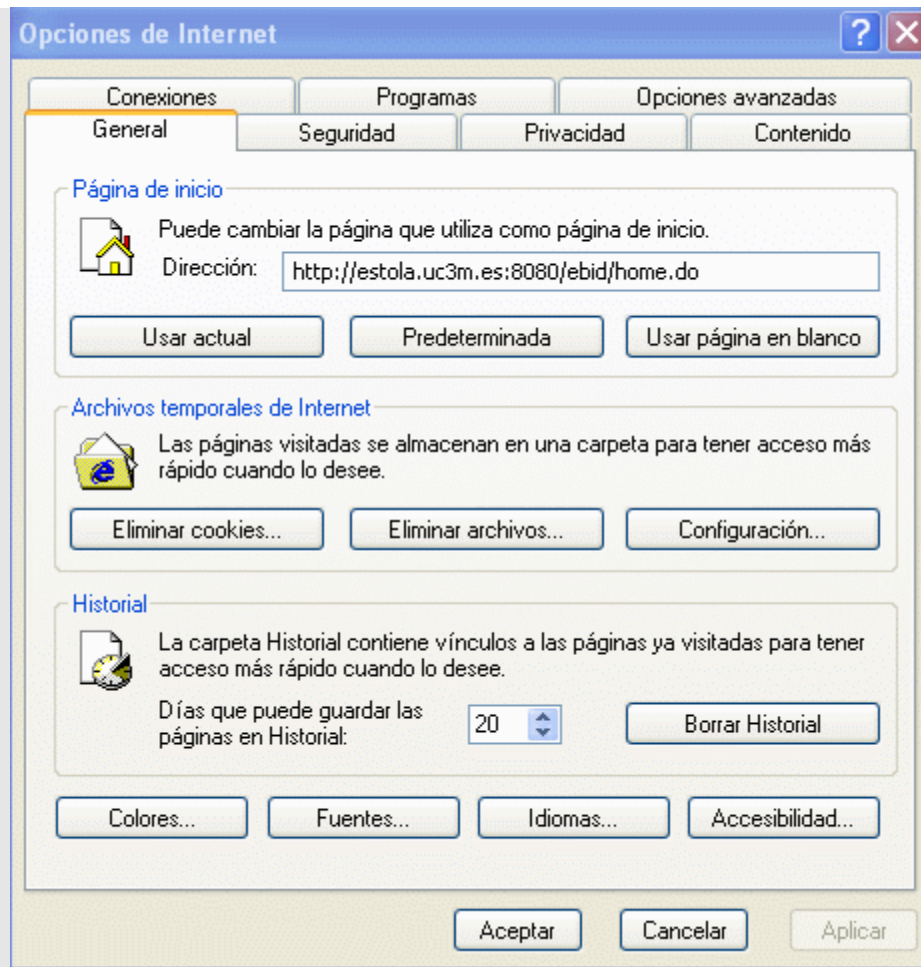 Opciones de Internet
Conexiones Programas Opciones avanzadas
General Seguridad Privacidad Contenido
Página de inicio
Puede cambiar la página que utiliza como página de inicio.
Dirección: http://estola.uc3m.es:8080/ebid/home.do
Usar actual Predeterminada Usar página en blanco
Archivos temporales de Internet
Las páginas visitadas se almacenan en una carpeta para tener acceso más
rápido cuando lo desee.
Eliminar cookies... Eliminar archivos... Configuración...
Historial
La carpeta Historial contiene vínculos a las páginas ya visitadas para tener
acceso más rápido cuando lo desee.
Días que puede guardar las
páginas en Historial: 20 Borrar Historial
Colores... Fuentes... Idiomas... Accesibilidad...
Aceptar Cancelar Aplicar